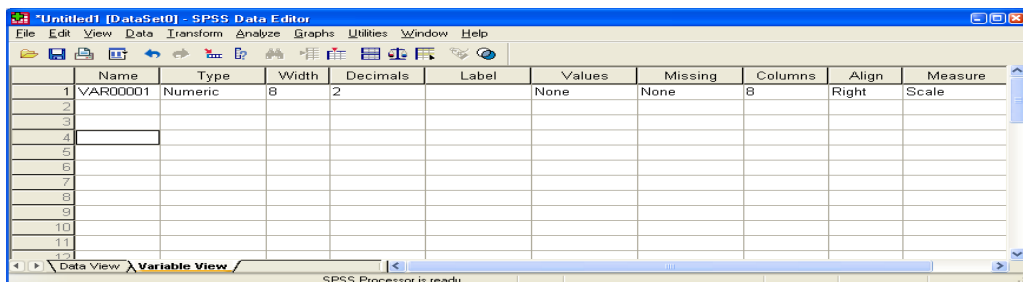 *Untitled1 [DataSet0] - SPSS Data Editor
File Edit View Data Transform Analyze Graphs Utilities Window Help
Name Type Width Decimals Label Values Missing Columns Align Measure
1 VAR00001 Numeric 8 2 None None 8 Right Scale
2
3
4
5
6
7
8
9
10
11
12
Data View Variable View
SPSS Processor is ready